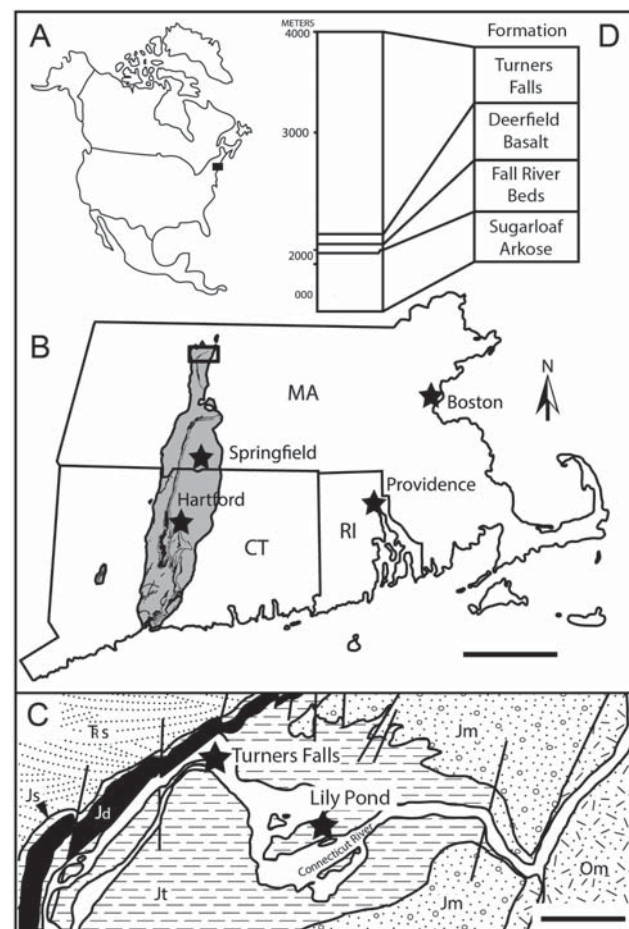 A
METERS
4000
3000
2000
000
Formation
D
Turners
Falls
Deerfield
Basalt
Fall River
Beds
Sugarloaf
Arkose
B
MA
N
Boston
Springfield
Providence
Hartford
CT
RI
C
Ꞙs
Jm
Turners Falls
Js
Jd
Lily Pond
Connecticut River
Om
Jt
Jm